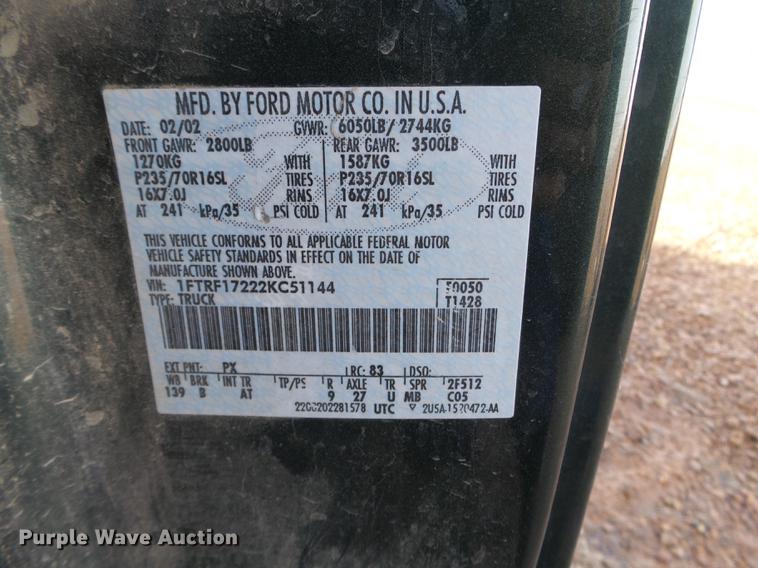 MFD. BY FORD MOTOR CO. IN U.S.A.
DATE: 02/02 GVWR: 6050LB/ 2744KG
FRONT GAWR: 2800LB REAR GAWR: 3500LB
1270KG WITH 1587KG WITH
P235/70R16SL TIRES P235/70R16SL TIRES
16X7.0J RIMS 16X7.0J RIMS
AT 241 kPa/35 PSI COLD AT 241 kPa/35 PSI COLD
THIS VEHICLE CONFORMS TO ALL APPLICABLE FEDERAL MOTOR
VEHICLE SAFETY STANDARDS IN EFFECT ON THE DATE OF
MANUFACTURE SHOWN ABOVE.
VIN: 1FTRF17222KC51144 F0050
TYPE: TRUCK T1428
EXT PNT: PX RC: 83 DSO:
WB BRK INT TR TP/PS R AXLE TR SPR 2F512
139 B AT 9 27 U MB C05
UTC
Purple Wave Auction